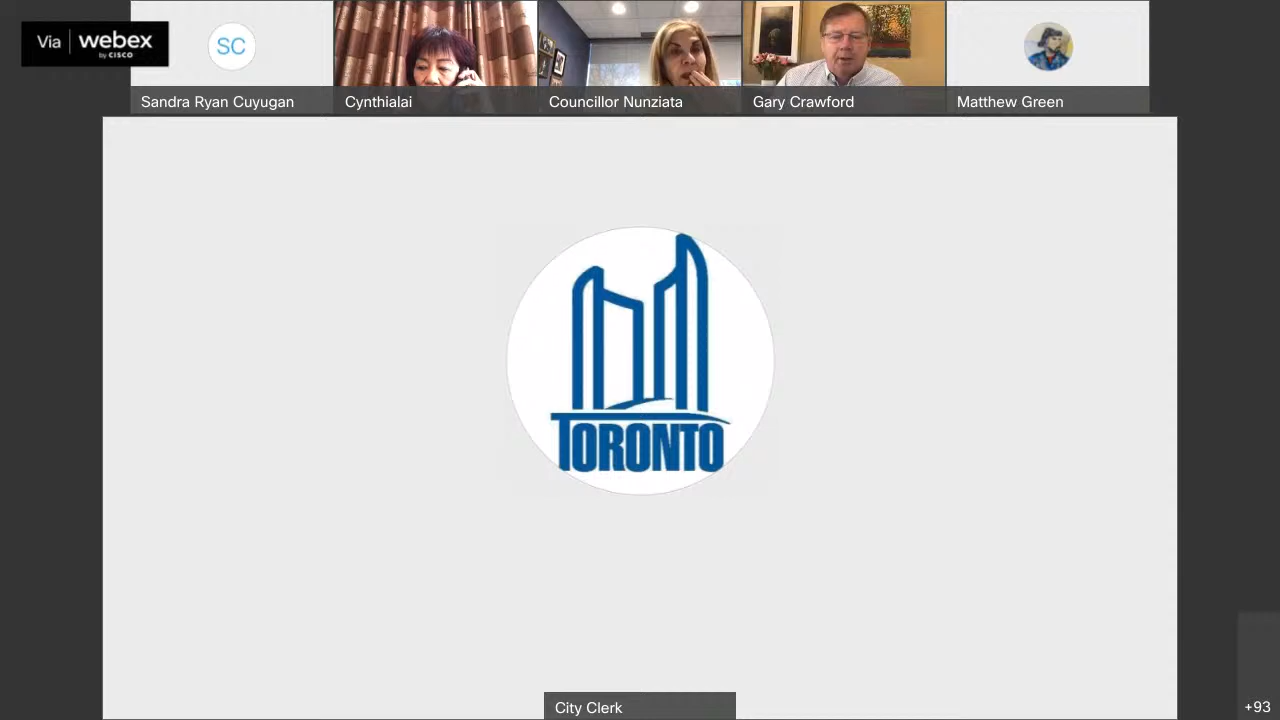 Via webex
by CISCO
SC
Sandra Ryan Cuyugan
Cynthialai
Councillor Nunziata
Gary Crawford
Matthew Green
TORONTO
City Clerk
+93